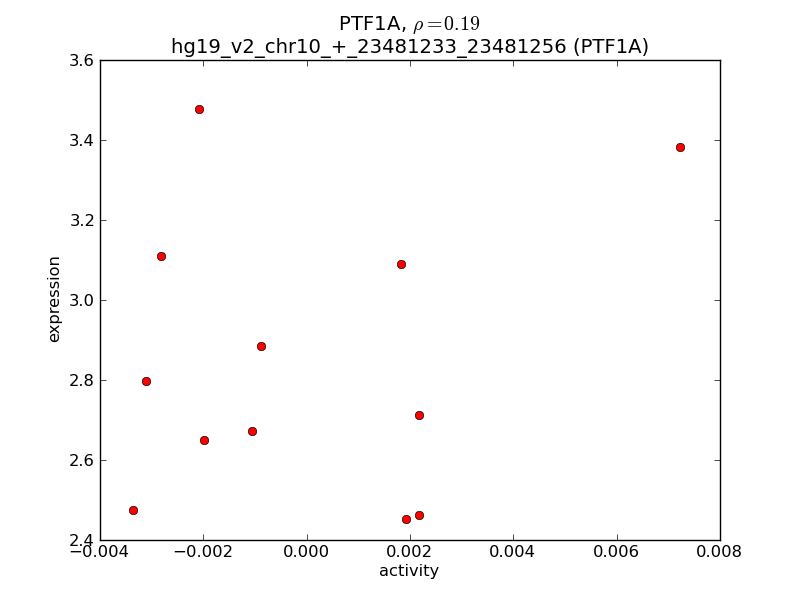 PTF1A, ρ=0.19
hg19_v2_chr10_+_23481233_23481256 (PTF1A)
3.6
3.4
3.2
3.0
2.8
2.6
2.4
expression
−0.004 −0.002 0.000 0.002 0.004 0.006 0.008
activity